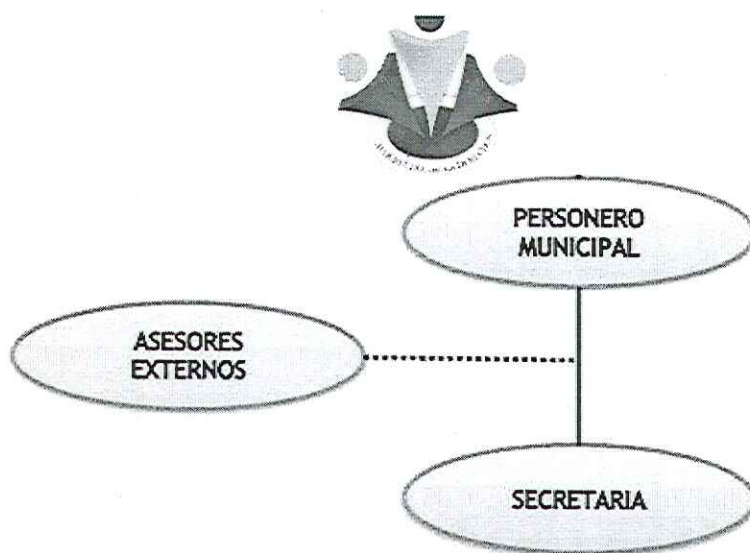 PERSONERO
MUNICIPAL
ASESORES
EXTERNOS
SECRETARIA